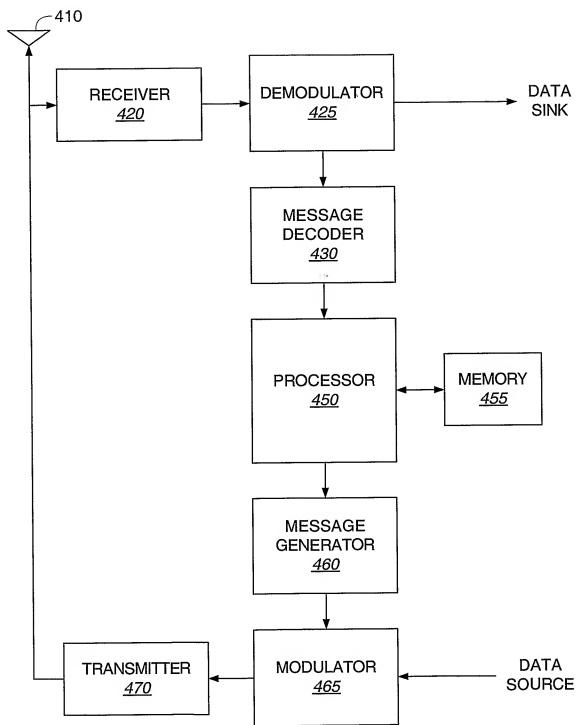 410
RECEIVER
420
DEMODULATOR
425
DATA
SINK
MESSAGE
DECODER
430
PROCESSOR
450
MEMORY
455
MESSAGE
GENERATOR
460
TRANSMITTER
470
MODULATOR
465
DATA
SOURCE